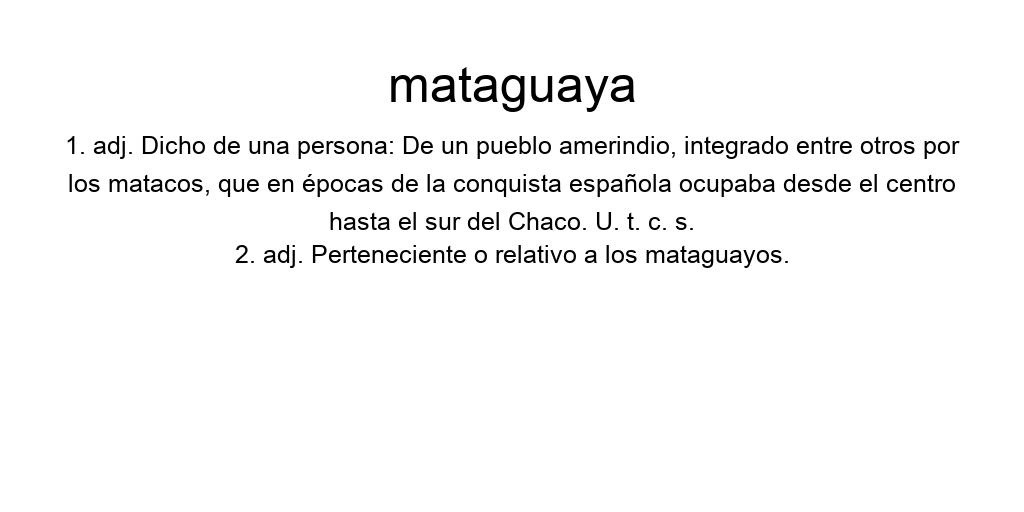 mataguaya
1. adj. Dicho de una persona: De un pueblo amerindio, integrado entre otros por
los matacos, que en épocas de la conquista española ocupaba desde el centro
hasta el sur del Chaco. U. t. c. s.
2. adj. Perteneciente o relativo a los mataguayos.